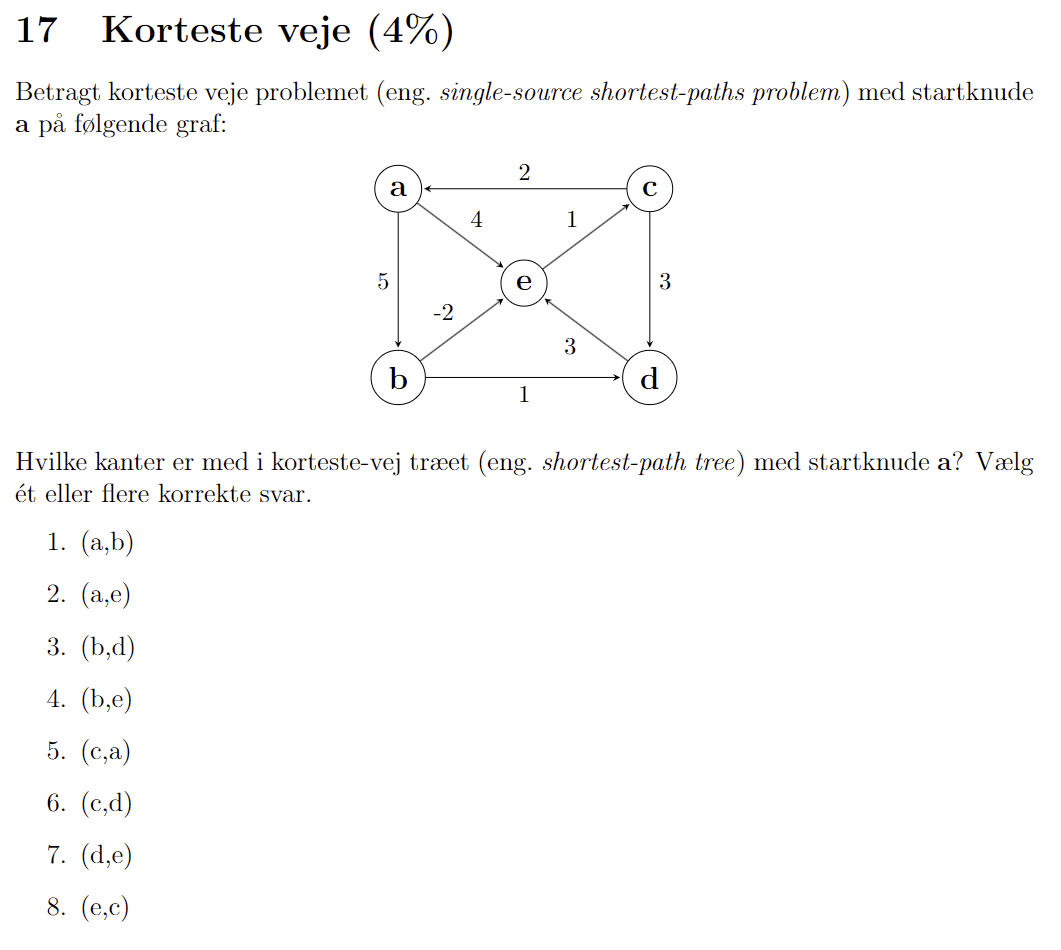 17 Korteste veje (4%)
Betragt korteste veje problemet (eng. single-source shortest-paths problem) med startknude
a på følgende graf:
2
a
c
4
1
5
e
3
-2
3
b
d
1
Hvilke kanter er med i korteste-vej træet (eng. shortest-path tree) med startknude a? Vælg
ét eller flere korrekte svar.
1. (a,b)
2. (a,e)
3. (b,d)
4. (b,e)
5. (c,a)
6. (c,d)
7. (d,e)
8. (e,c)